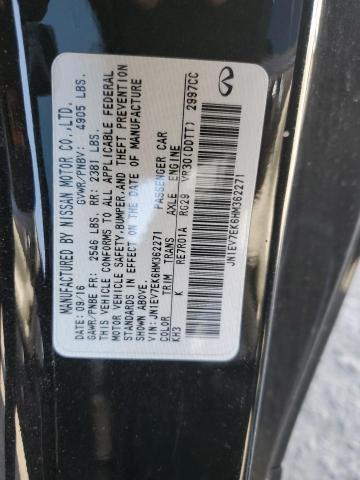 MANUFACTURED BY NISSAN MOTOR CO.,LTD.
DATE: 09/16 GVWR/PNBV: 4905 LBS.
GAWR/PNBE FR: 2546 LBS. RR: 2381 LBS.
THIS VEHICLE CONFORMS TO ALL APPLICABLE FEDERAL
MOTOR VEHICLE SAFETY,BUMPER,AND THEFT PREVENTION
STANDARDS IN EFFECT ON THE DATE OF MANUFACTURE
SHOWN ABOVE.
VIN: JN1EV7EK6HM362271 PASSENGER CAR
COLOR TRIM TRANS AXLE ENGINE
KH3 K RE7R01A RG29 VR30(DDTT) 2997CC
JN1EV7EK6HM362271